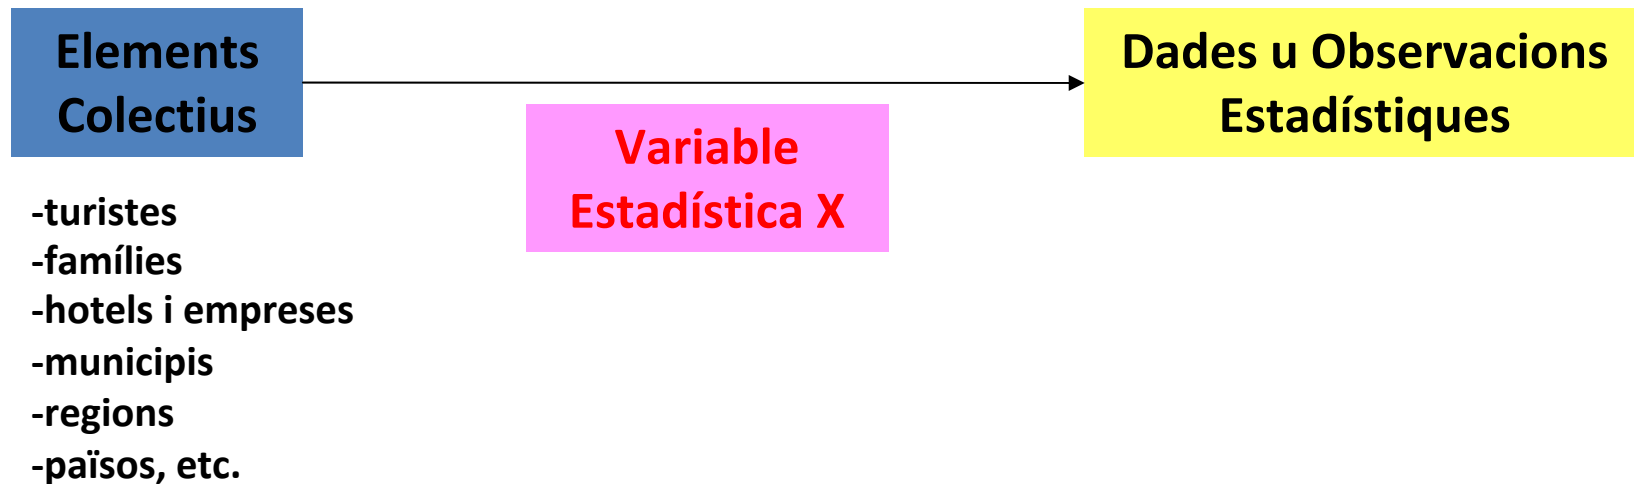 Elements
Colectius
Dades u Observacions
Estadístiques
Variable
Estadística X
-turistes
-famílies
-hotels i empreses
-municipis
-regions
-països, etc.